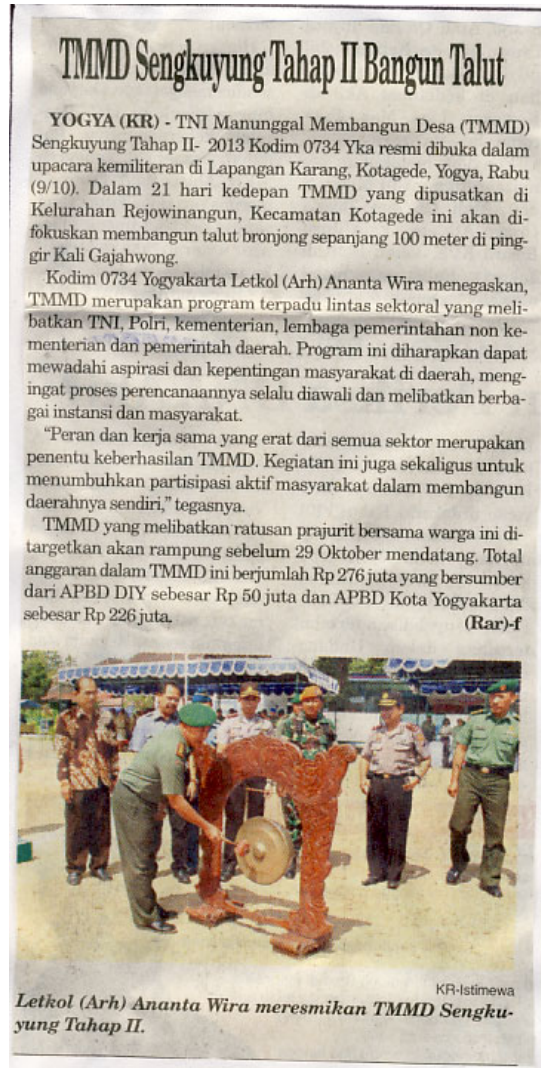 TMMD Sengkuyung Tahap II Bangun Talut
YOGYA (KR) - TNI Manunggal Membangun Desa (TMMD)
Sengkuyung Tahap II- 2013 Kodim 0734 Yka resmi dibuka dalam
upacara kemiliteran di Lapangan Karang, Kotagede, Yogya, Rabu
(9/10). Dalam 21 hari kedepan TMMD yang dipusatkan di
Kelurahan Rejowinangun, Kecamatan Kotagede ini akan di-
fokuskan membangun talut bronjong sepanjang 100 meter di ping-
gir Kali Gajahwong.
Kodim 0734 Yogyakarta Letkol (Arh) Ananta Wira menegaskan,
TMMD merupakan program terpadu lintas sektoral yang meli-
batkan TNI, Polri, kementerian, lembaga pemerintahan non ke-
menterian dan pemerintah daerah. Program ini diharapkan dapat
mewadahi aspirasi dan kepentingan masyarakat di daerah, meng-
ingat proses perencanaannya selalu diawali dan melibatkan berba-
gai instansi dan masyarakat.
“Peran dan kerja sama yang erat dari semua sektor merupakan
penentu keberhasilan TMMD. Kegiatan ini juga sekaligus untuk
menumbuhkan partisipasi aktif masyarakat dalam membangun
daerahnya sendiri,” tegasnya.
TMMD yang melibatkan ratusan prajurit bersama warga ini di-
targetkan akan rampung sebelum 29 Oktober mendatang. Total
anggaran dalam TMMD ini berjumlah Rp 276 juta yang bersumber
dari APBD DIY sebesar Rp 50 juta dan APBD Kota Yogyakarta
sebesar Rp 226 juta. (Rar)-f
KR-Istimewa
Letkol (Arh) Ananta Wira meresmikan TMMD Sengku-
yung Tahap II.